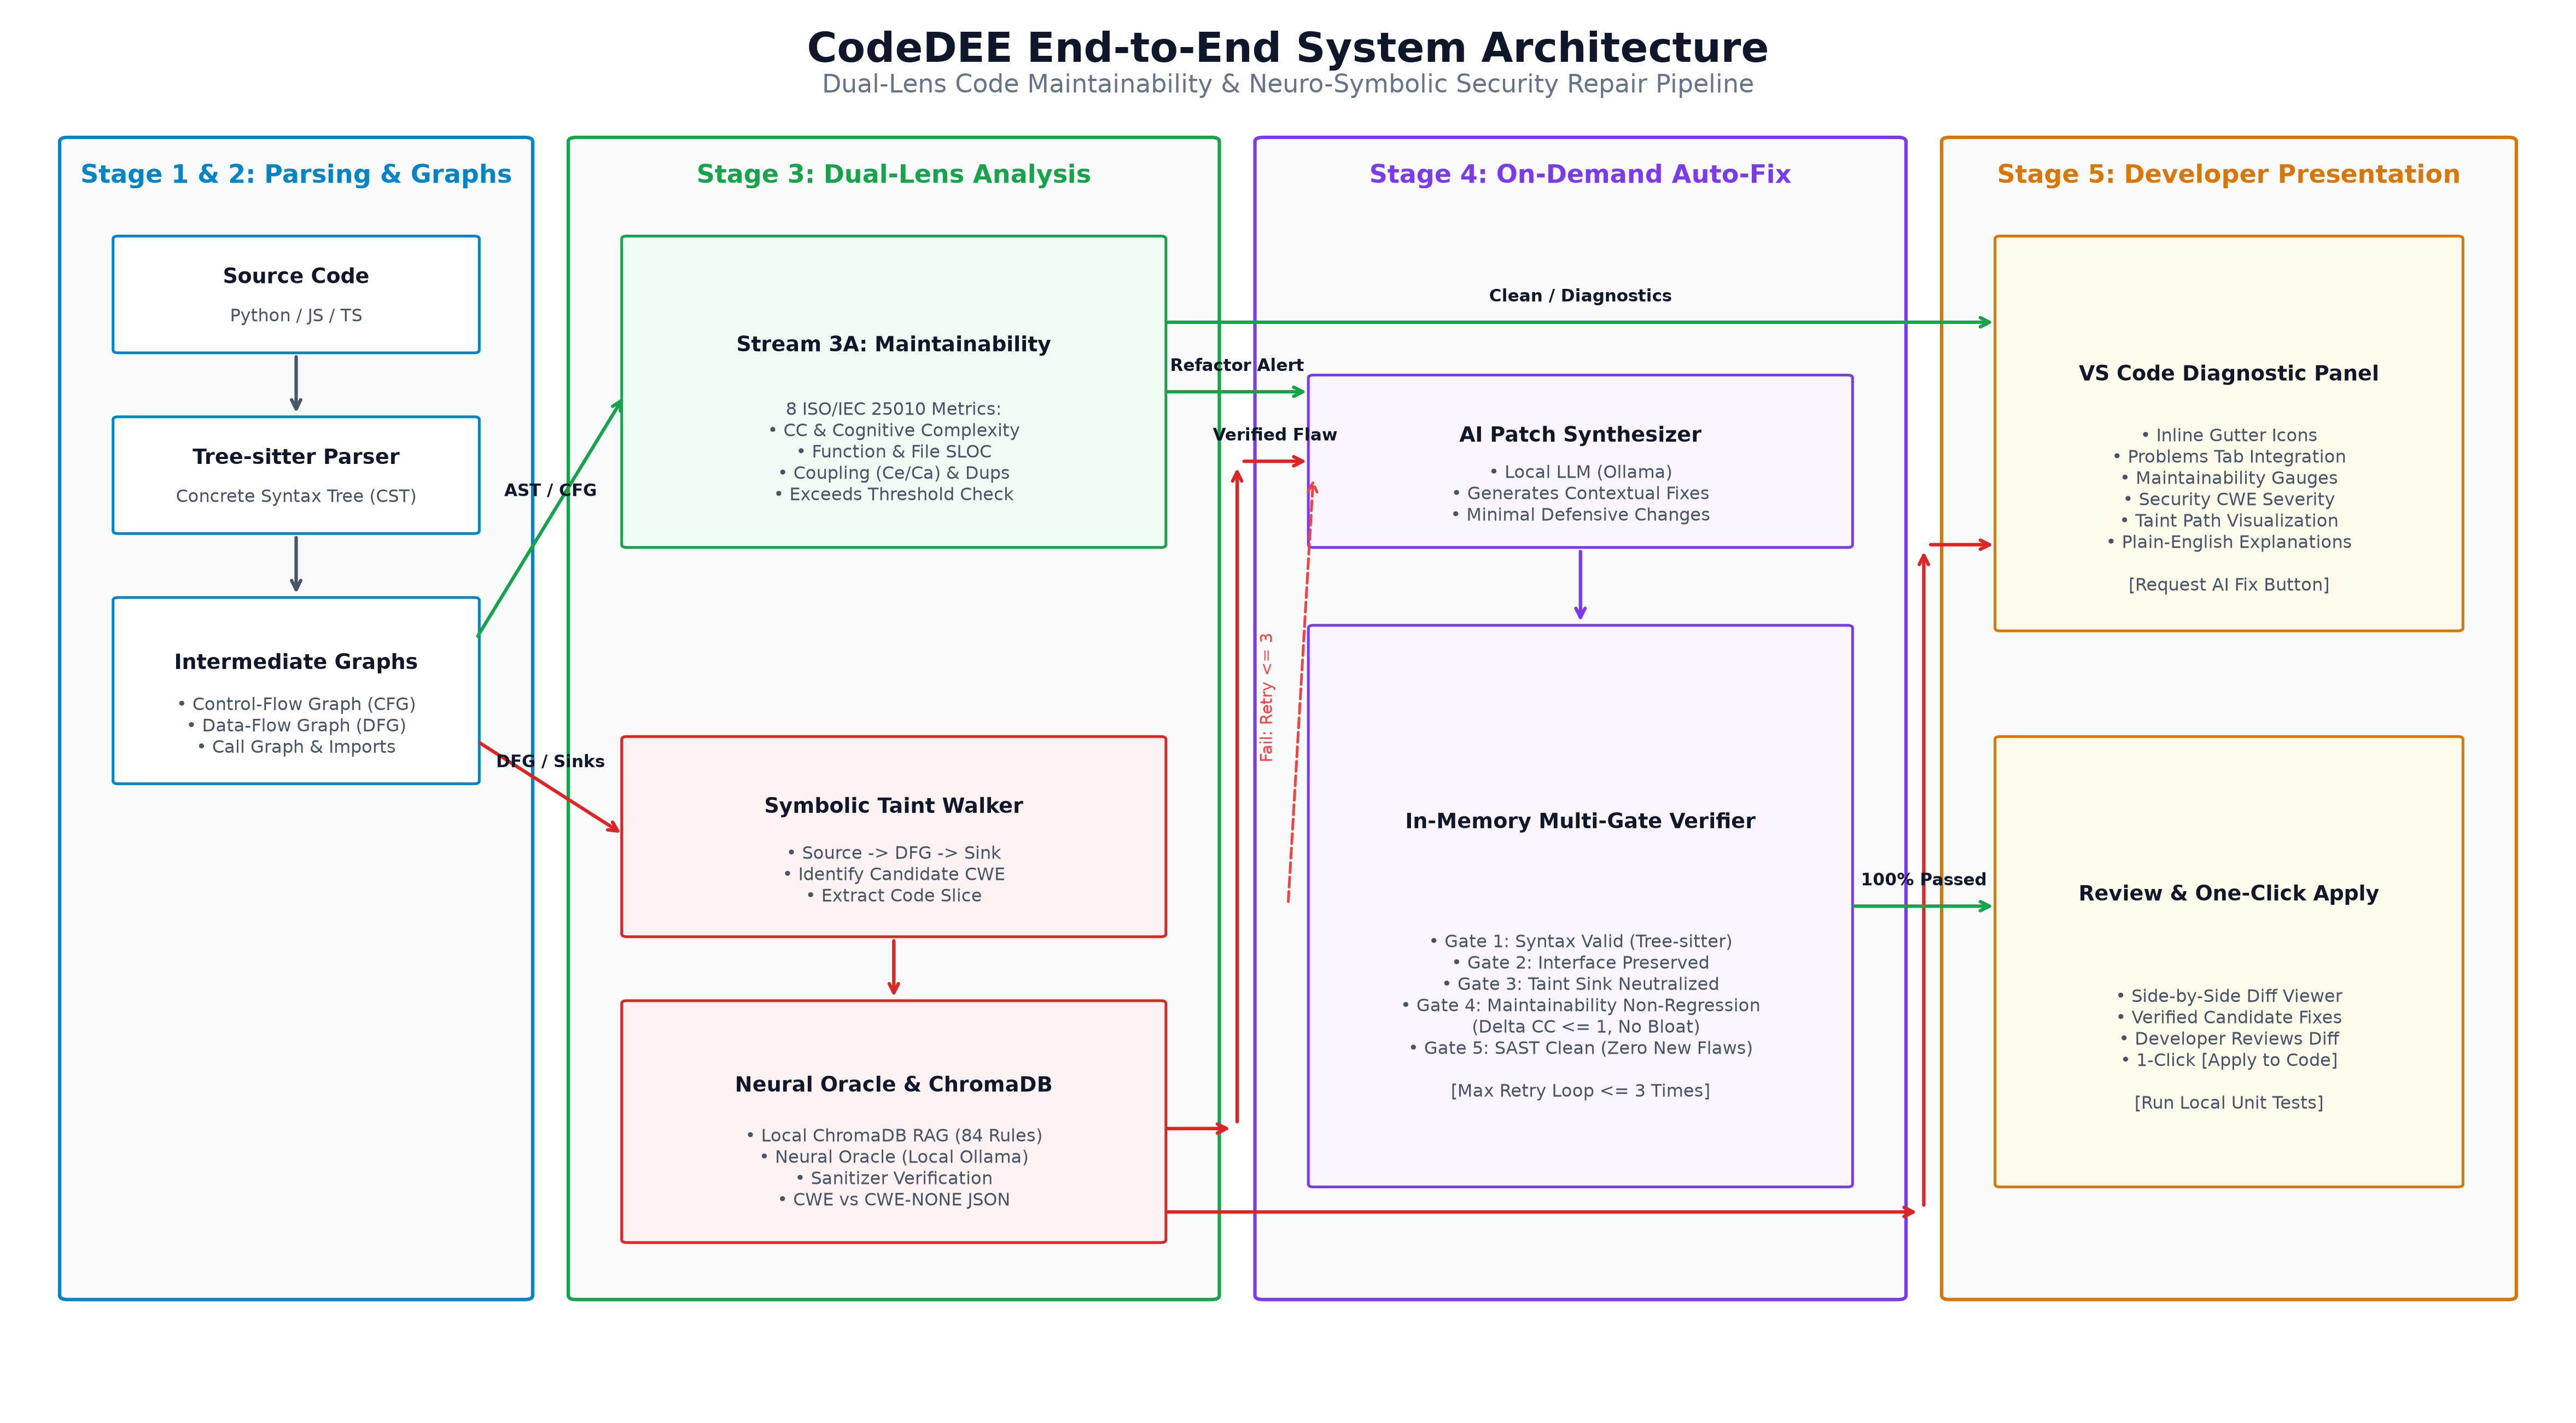 CodeDEE End-to-End System Architecture
Dual-Lens Code Maintainability & Neuro-Symbolic Security Repair Pipeline
Stage 1 & 2: Parsing & Graphs
Source Code
Python / JS / TS
Tree-sitter Parser
Concrete Syntax Tree (CST)
Intermediate Graphs
• Control-Flow Graph (CFG)
• Data-Flow Graph (DFG)
• Call Graph & Imports
AST / CFG
DFG / Sinks
Stage 3: Dual-Lens Analysis
Stream 3A: Maintainability
8 ISO/IEC 25010 Metrics:
• CC & Cognitive Complexity
• Function & File SLOC
• Coupling (Ce/Ca) & Dups
• Exceeds Threshold Check
Symbolic Taint Walker
• Source -> DFG -> Sink
• Identify Candidate CWE
• Extract Code Slice
Neural Oracle & ChromaDB
• Local ChromaDB RAG (84 Rules)
• Neural Oracle (Local Ollama)
• Sanitizer Verification
• CWE vs CWE-NONE JSON
Clean / Diagnostics
Refactor Alert
Verified Flaw
Fail: Retry <= 3
Stage 4: On-Demand Auto-Fix
AI Patch Synthesizer
• Local LLM (Ollama)
• Generates Contextual Fixes
• Minimal Defensive Changes
In-Memory Multi-Gate Verifier
• Gate 1: Syntax Valid (Tree-sitter)
• Gate 2: Interface Preserved
• Gate 3: Taint Sink Neutralized
• Gate 4: Maintainability Non-Regression
(Delta CC <= 1, No Bloat)
• Gate 5: SAST Clean (Zero New Flaws)
[Max Retry Loop <= 3 Times]
100% Passed
Stage 5: Developer Presentation
VS Code Diagnostic Panel
• Inline Gutter Icons
• Problems Tab Integration
• Maintainability Gauges
• Security CWE Severity
• Taint Path Visualization
• Plain-English Explanations
[Request AI Fix Button]
Review & One-Click Apply
• Side-by-Side Diff Viewer
• Verified Candidate Fixes
• Developer Reviews Diff
• 1-Click [Apply to Code]
[Run Local Unit Tests]